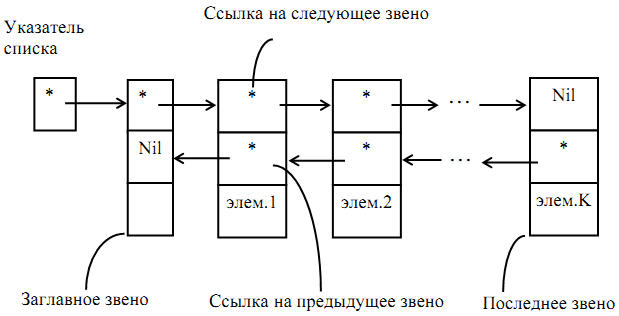 Ссылка на следующее звено
Указатель
списка
* * * * … Nil
Nil * * … *
элем.1 элем.2 элем.K
Заглавное звено
Ссылка на предыдущее звено
Последнее звено